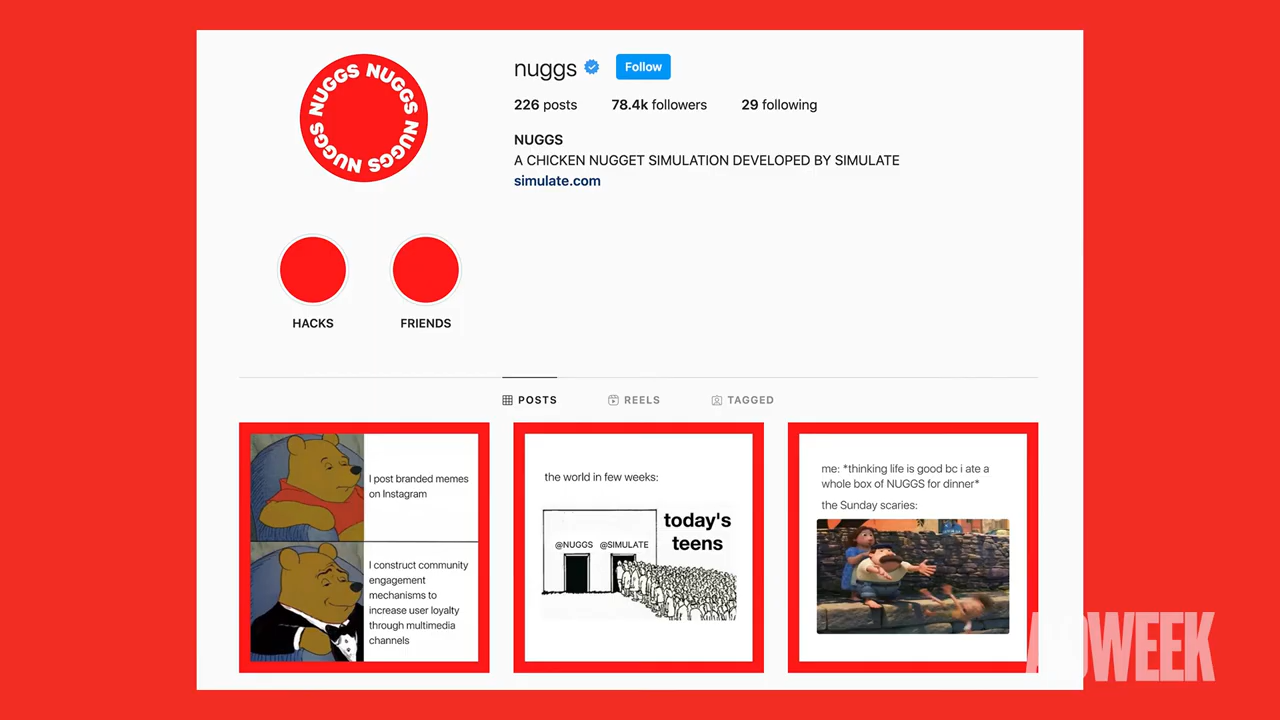 NUGGS NUGGS NUGGS NUGGS NUGGS
nuggs
Follow
226 posts 78.4k followers 29 following
NUGGS
A CHICKEN NUGGET SIMULATION DEVELOPED BY SIMULATE
simulate.com
HACKS
FRIENDS
POSTS
REELS
TAGGED
I post branded memes
on Instagram
I construct community
engagement
mechanisms to
increase user loyalty
through multimedia
channels
the world in few weeks:
today's
teens
@NUGGS @SIMULATE
me: *thinking life is good bc i ate a
whole box of NUGGS for dinner*
the Sunday scaries:
ADWEEK